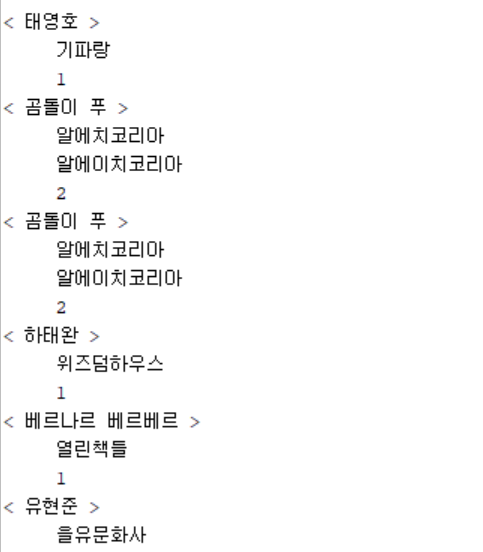 < 태영호 >
기파랑
1
< 곰돌이 푸 >
알에치코리아
알에이치코리아
2
< 곰돌이 푸 >
알에치코리아
알에이치코리아
2
< 하태완 >
위즈덤하우스
1
< 베르나르 베르베르 >
열린책들
1
< 유현준 >
을유문화사